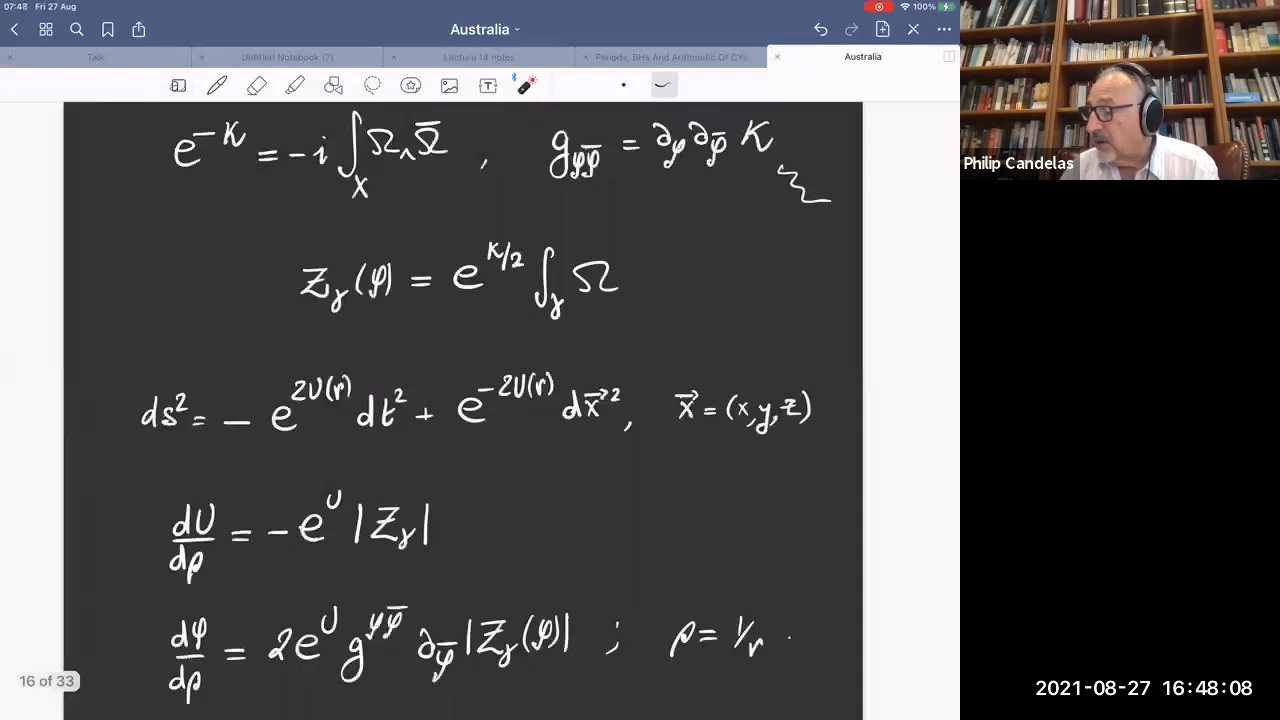 07:48 Fri 27 Aug
100%
Australia
Talk
Untitled Notebook (7)
Lecture 14 notes
Periods, BHs And Arithmetic Of CYs
Australia
e^{-K} = -i ∫_X Ω∧Ω̄ , g_{φφ̄} = ∂_φ ∂_φ̄ K
Z_γ(φ) = e^{K/2} ∫_γ Ω
ds² = - e^{2U(r)} dt² + e^{-2U(r)} dx⃗², x⃗ = (x,y,z)
dU/dρ = - e^U |Z_γ|
dφ/dρ = 2e^U g^{φφ̄} ∂_φ̄ |Z_γ(φ)| ; ρ = 1/r .
16 of 33
Philip Candelas
2021-08-27 16:48:08